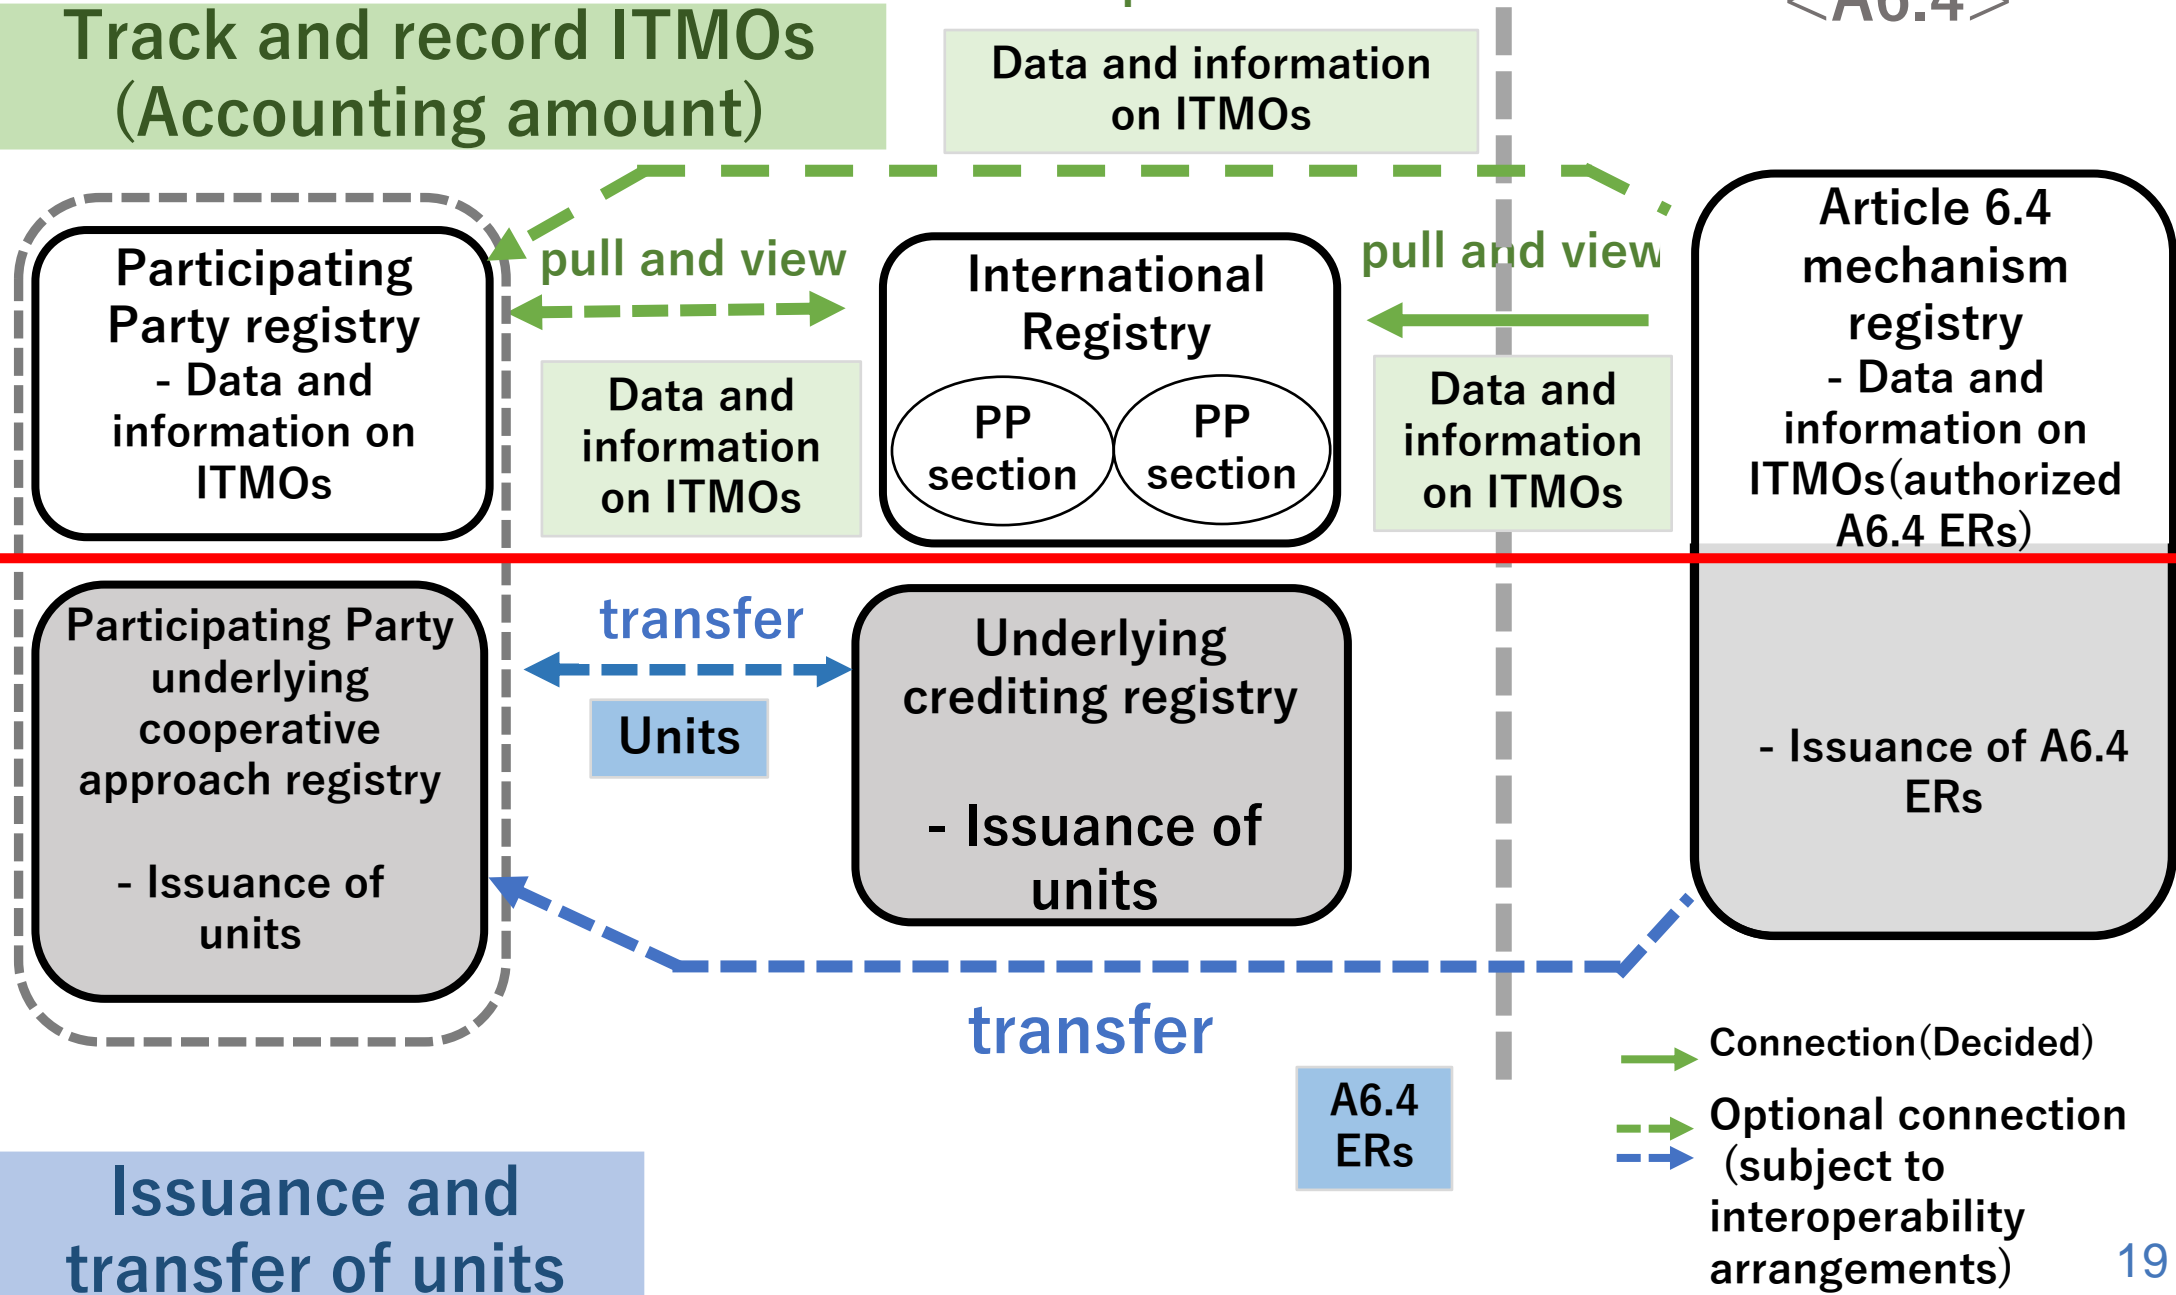 <A6.4>
Track and record ITMOs
(Accounting amount)
Data and information
on ITMOs
Participating
Party registry
- Data and
information on
ITMOs
pull and view
Data and
information
on ITMOs
International
Registry
PP
section
PP
section
pull and view
Data and
information
on ITMOs
Article 6.4
mechanism
registry
- Data and
information on
ITMOs(authorized
A6.4 ERs)
Participating Party
underlying
cooperative
approach registry
- Issuance of
units
transfer
Units
Underlying
crediting registry
- Issuance of
units
- Issuance of A6.4
ERs
transfer
A6.4
ERs
Connection(Decided)
Optional connection
(subject to
interoperability
arrangements)
Issuance and
transfer of units
19